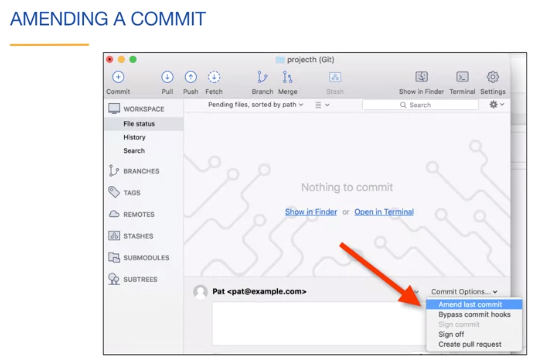 AMENDING A COMMIT
projecth (Git)
Commit Pull Push Fetch Branch Merge Stash Show in Finder Terminal Settings
WORKSPACE
Pending files, sorted by path
Search
File status
History
Search
BRANCHES
TAGS
REMOTES
STASHES
SUBMODULES
SUBTREES
Nothing to commit
Show in Finder or Open in Terminal
Pat <pat@example.com>
Commit Options...
Amend last commit
Bypass commit hooks
Sign commit
Sign off
Create pull request